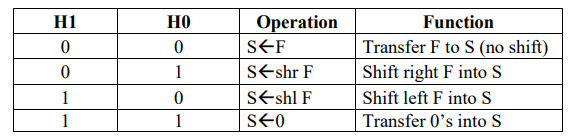 H1 H0 Operation Function
0 0 S←F Transfer F to S (no shift)
0 1 S←shr F Shift right F into S
1 0 S←shl F Shift left F into S
1 1 S←0 Transfer 0's into S